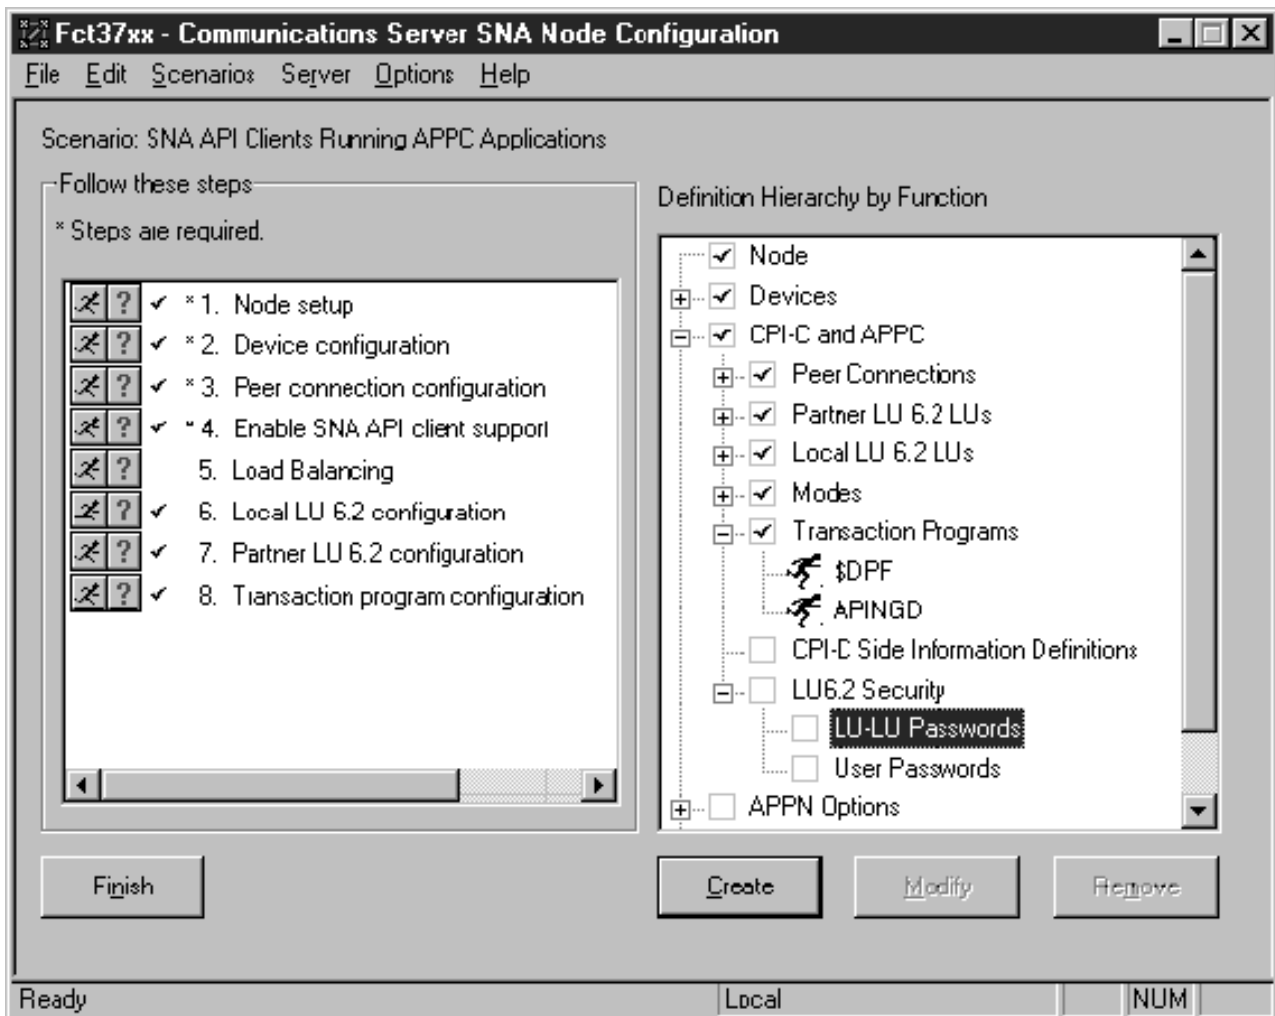 Fct37xx - Communications Server SNA Node Configuration
File Edit Scenarios Server Options Help
Scenario: SNA API Clients Running APPC Applications
Follow these steps
* Steps are required.
? ✓ * 1. Node setup
? ✓ * 2. Device configuration
? ✓ * 3. Peer connection configuration
? ✓ * 4. Enable SNA API client support
? 5. Load Balancing
? ✓ 6. Local LU 6.2 configuration
? ✓ 7. Partner LU 6.2 configuration
? ✓ 8. Transaction program configuration
Finish
Definition Hierarchy by Function
Node
Devices
CPI-C and APPC
Peer Connections
Partner LU 6.2 LUs
Local LU 6.2 LUs
Modes
Transaction Programs
$DPF
APINGD
CPI-C Side Information Definitions
LU6.2 Security
LU-LU Passwords
User Passwords
APPN Options
Create Modify Remove
Ready Local NUM